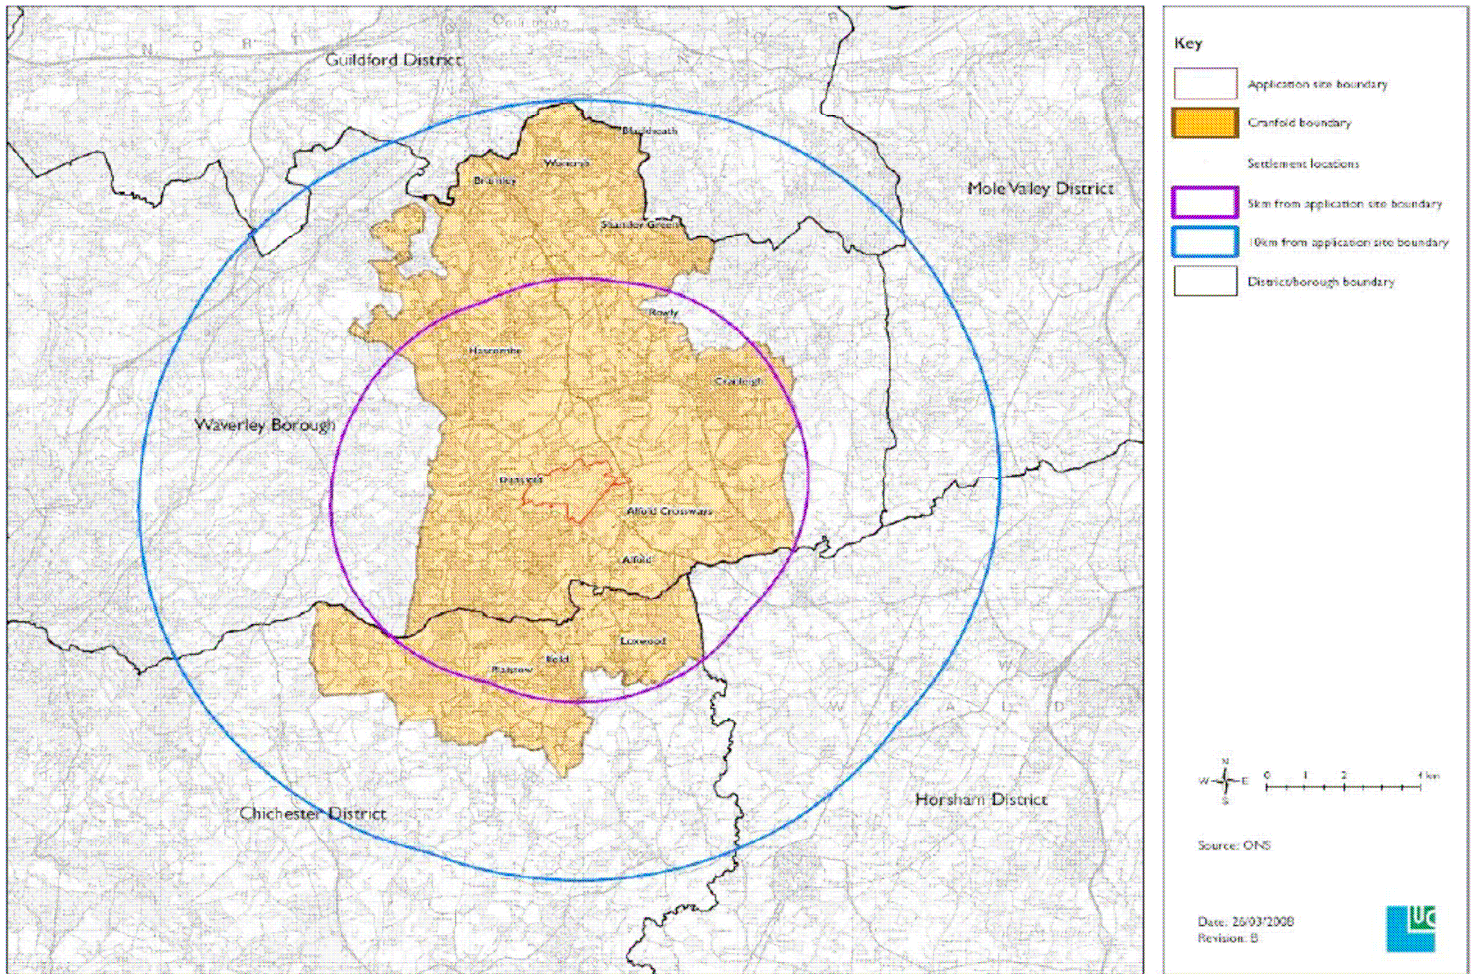 Guildford District
Blackheath
Wonersh
Bramley
Mole Valley District
Shamley Green
Rowly
Hascombe
Cranleigh
Waverley Borough
Dunsfold
Alfold Crossways
Alfold
Loxwood
Ifold
Plaistow
W E A L D
Chichester District
Horsham District
Key
Application site boundary
Cranfold boundary
Settlement locations
5km from application site boundary
10km from application site boundary
District/borough boundary
N
W E
S
0 1 2 4 km
Source: ONS
Date: 26/03/2008
Revision: B
LUC